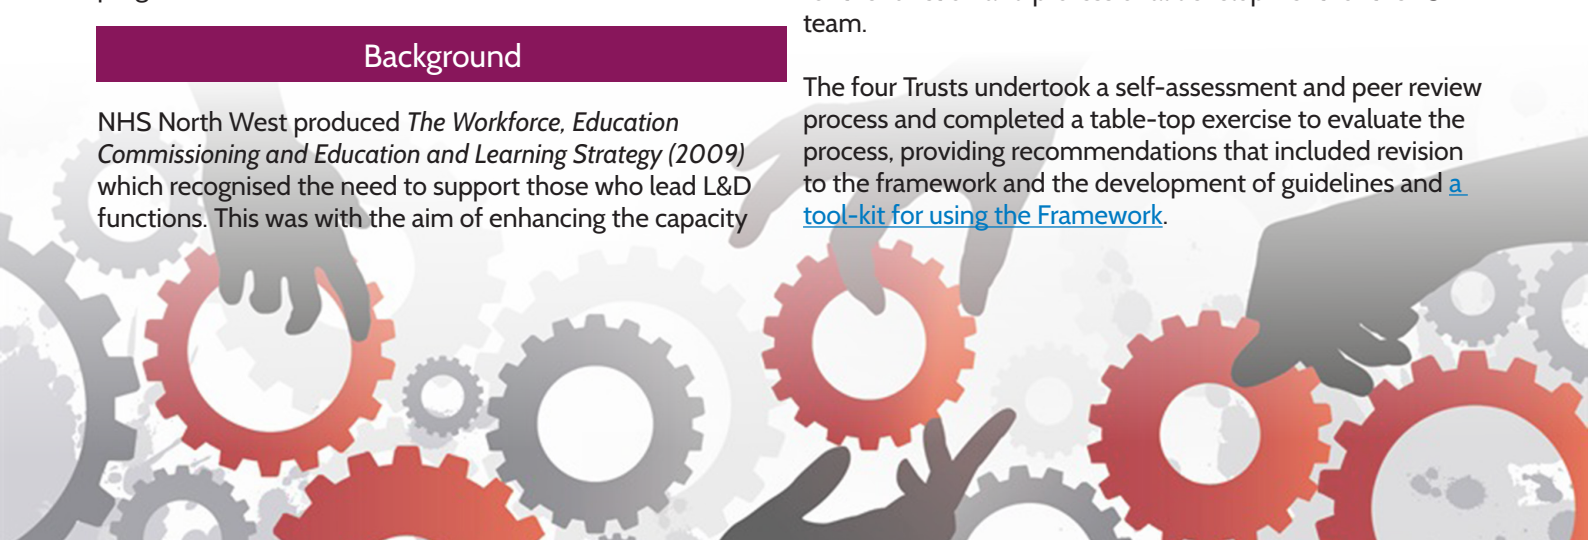 Background
NHS North West produced The Workforce, Education
Commissioning and Education and Learning Strategy (2009)
which recognised the need to support those who lead L&D
functions. This was with the aim of enhancing the capacity
team.
The four Trusts undertook a self-assessment and peer review
process and completed a table-top exercise to evaluate the
process, providing recommendations that included revision
to the framework and the development of guidelines and a
tool-kit for using the Framework.